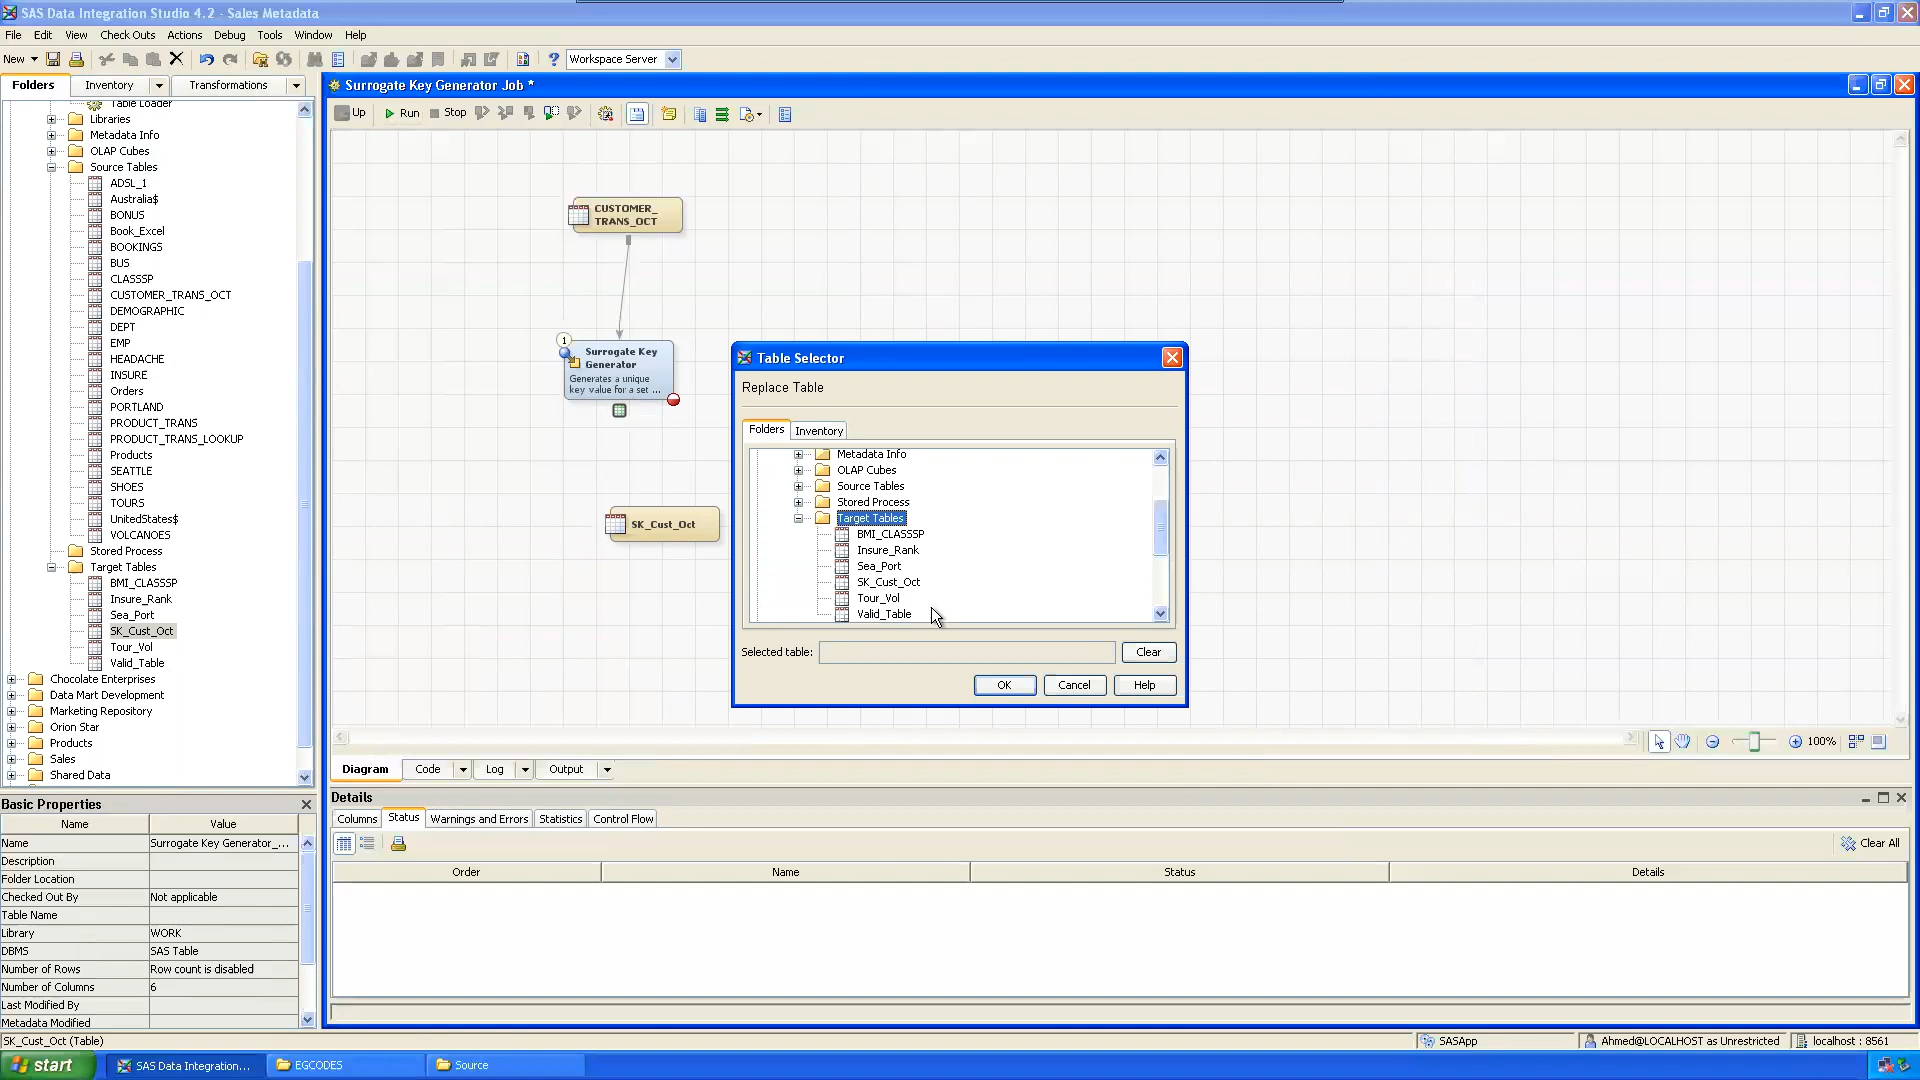 SAS Data Integration Studio 4.2 - Sales Metadata
File Edit View Check Outs Actions Debug Tools Window Help
New Workspace Server
Folders Inventory Transformations
Table Loader
Libraries
Metadata Info
OLAP Cubes
Source Tables
ADSL_1
Australia$
BONUS
Book_Excel
BOOKINGS
BUS
CLASSSP
CUSTOMER_TRANS_OCT
DEMOGRAPHIC
DEPT
EMP
HEADACHE
INSURE
Orders
PORTLAND
PRODUCT_TRANS
PRODUCT_TRANS_LOOKUP
Products
SEATTLE
SHOES
TOURS
UnitedStates$
VOLCANOES
Stored Process
Target Tables
BMI_CLASSSP
Insure_Rank
Sea_Port
SK_Cust_Oct
Tour_Vol
Valid_Table
Chocolate Enterprises
Data Mart Development
Marketing Repository
Orion Star
Products
Sales
Shared Data
Basic Properties
Name Value
Name Surrogate Key Generator_...
Description
Folder Location
Checked Out By Not applicable
Table Name
Library WORK
DBMS SAS Table
Number of Rows Row count is disabled
Number of Columns 6
Last Modified By
Metadata Modified
Surrogate Key Generator Job *
Up Run Stop
CUSTOMER_
TRANS_OCT
1
Surrogate Key
Generator
Generates a unique
key value for a set ...
SK_Cust_Oct
Table Selector
Replace Table
Folders Inventory
Metadata Info
OLAP Cubes
Source Tables
Stored Process
Target Tables
BMI_CLASSSP
Insure_Rank
Sea_Port
SK_Cust_Oct
Tour_Vol
Valid_Table
Selected table: Clear
OK Cancel Help
100%
Diagram Code Log Output
Details
Columns Status Warnings and Errors Statistics Control Flow
Clear All
Order Name Status Details
SK_Cust_Oct (Table) SASApp Ahmed@LOCALHOST as Unrestricted localhost : 8561
start SAS Data Integration... EGCODES Source